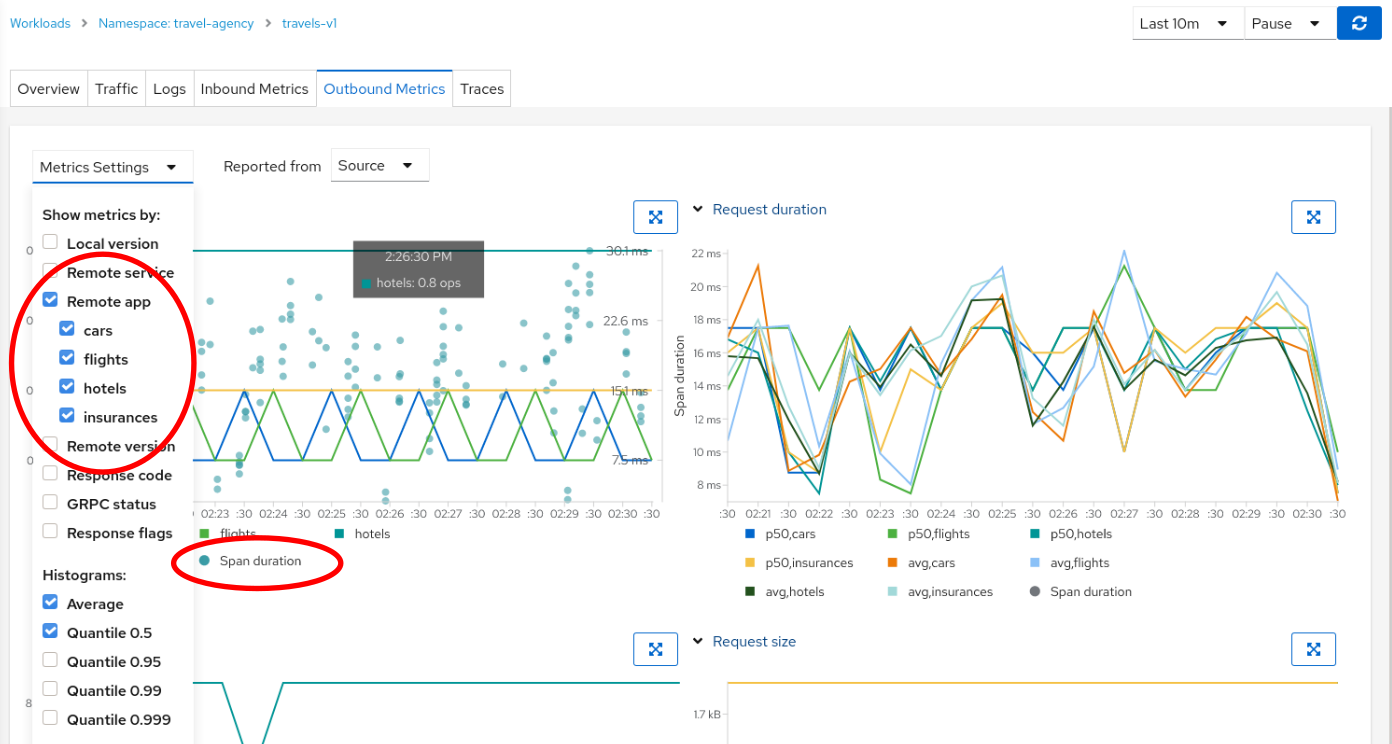 Workloads > Namespace: travel-agency > travels-v1
Last 10m
Pause
Overview
Traffic
Logs
Inbound Metrics
Outbound Metrics
Traces
Metrics Settings
Reported from
Source
Show metrics by:
Local version
Remote service
Remote app
cars
flights
hotels
insurances
Remote version
Response code
GRPC status
Response flags
Histograms:
Average
Quantile 0.5
Quantile 0.95
Quantile 0.99
Quantile 0.999
0
0
0
0
2:26:30 PM
hotels: 0.8 ops
30.1 ms
22.6 ms
15.1 ms
7.5 ms
02:23 :30 02:24 :30 02:25 :30 02:26 :30 02:27 :30 02:28 :30 02:29 :30 02:30 :30
flights
hotels
Span duration
Request duration
Span duration
22 ms
20 ms
18 ms
16 ms
14 ms
12 ms
10 ms
8 ms
:30 02:21 :30 02:22 :30 02:23 :30 02:24 :30 02:25 :30 02:26 :30 02:27 :30 02:28 :30 02:29 :30 02:30 :30
p50,cars
p50,flights
p50,hotels
p50,insurances
avg,cars
avg,flights
avg,hotels
avg,insurances
Span duration
8
Request size
1.7 kB